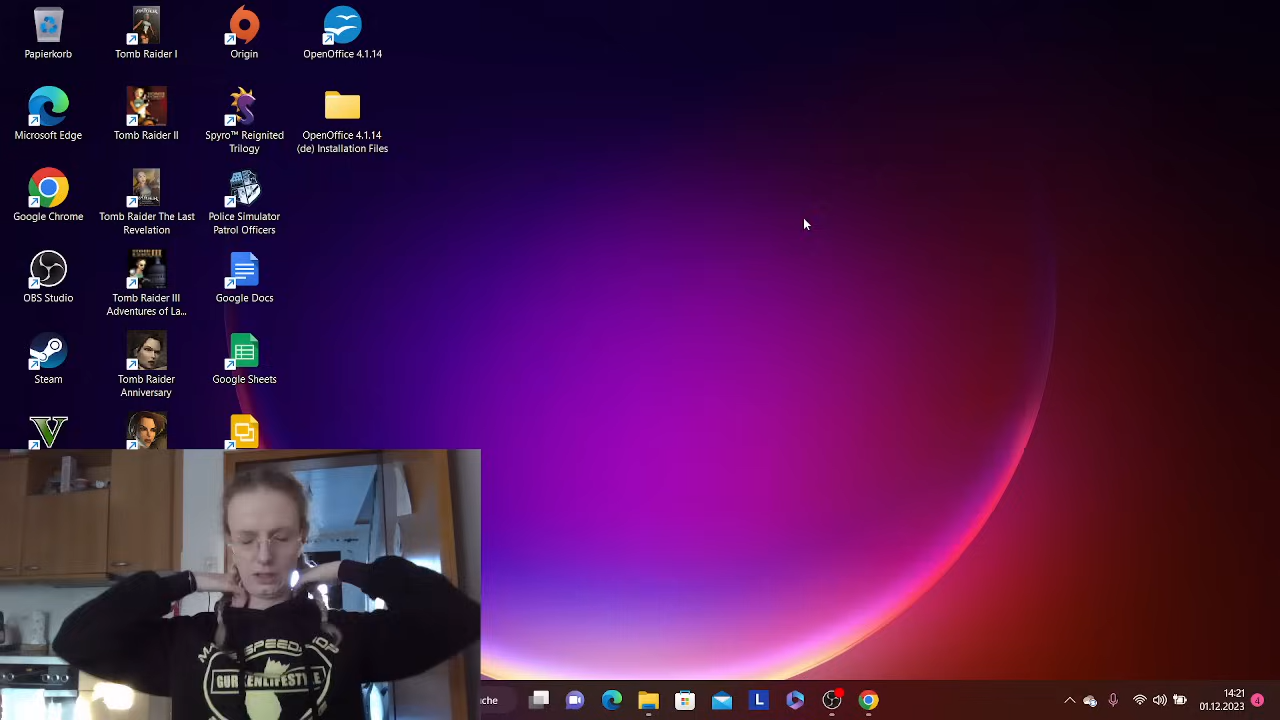 Papierkorb
Tomb Raider I
Origin
OpenOffice 4.1.14
Microsoft Edge
Tomb Raider II
Spyro™ Reignited
Trilogy
OpenOffice 4.1.14
(de) Installation Files
Google Chrome
Tomb Raider The Last
Revelation
Police Simulator
Patrol Officers
OBS Studio
Tomb Raider III
Adventures of La...
Google Docs
Steam
Tomb Raider
Anniversary
Google Sheets
GURKENLIFESTYLE
14:21
01.12.2023
4